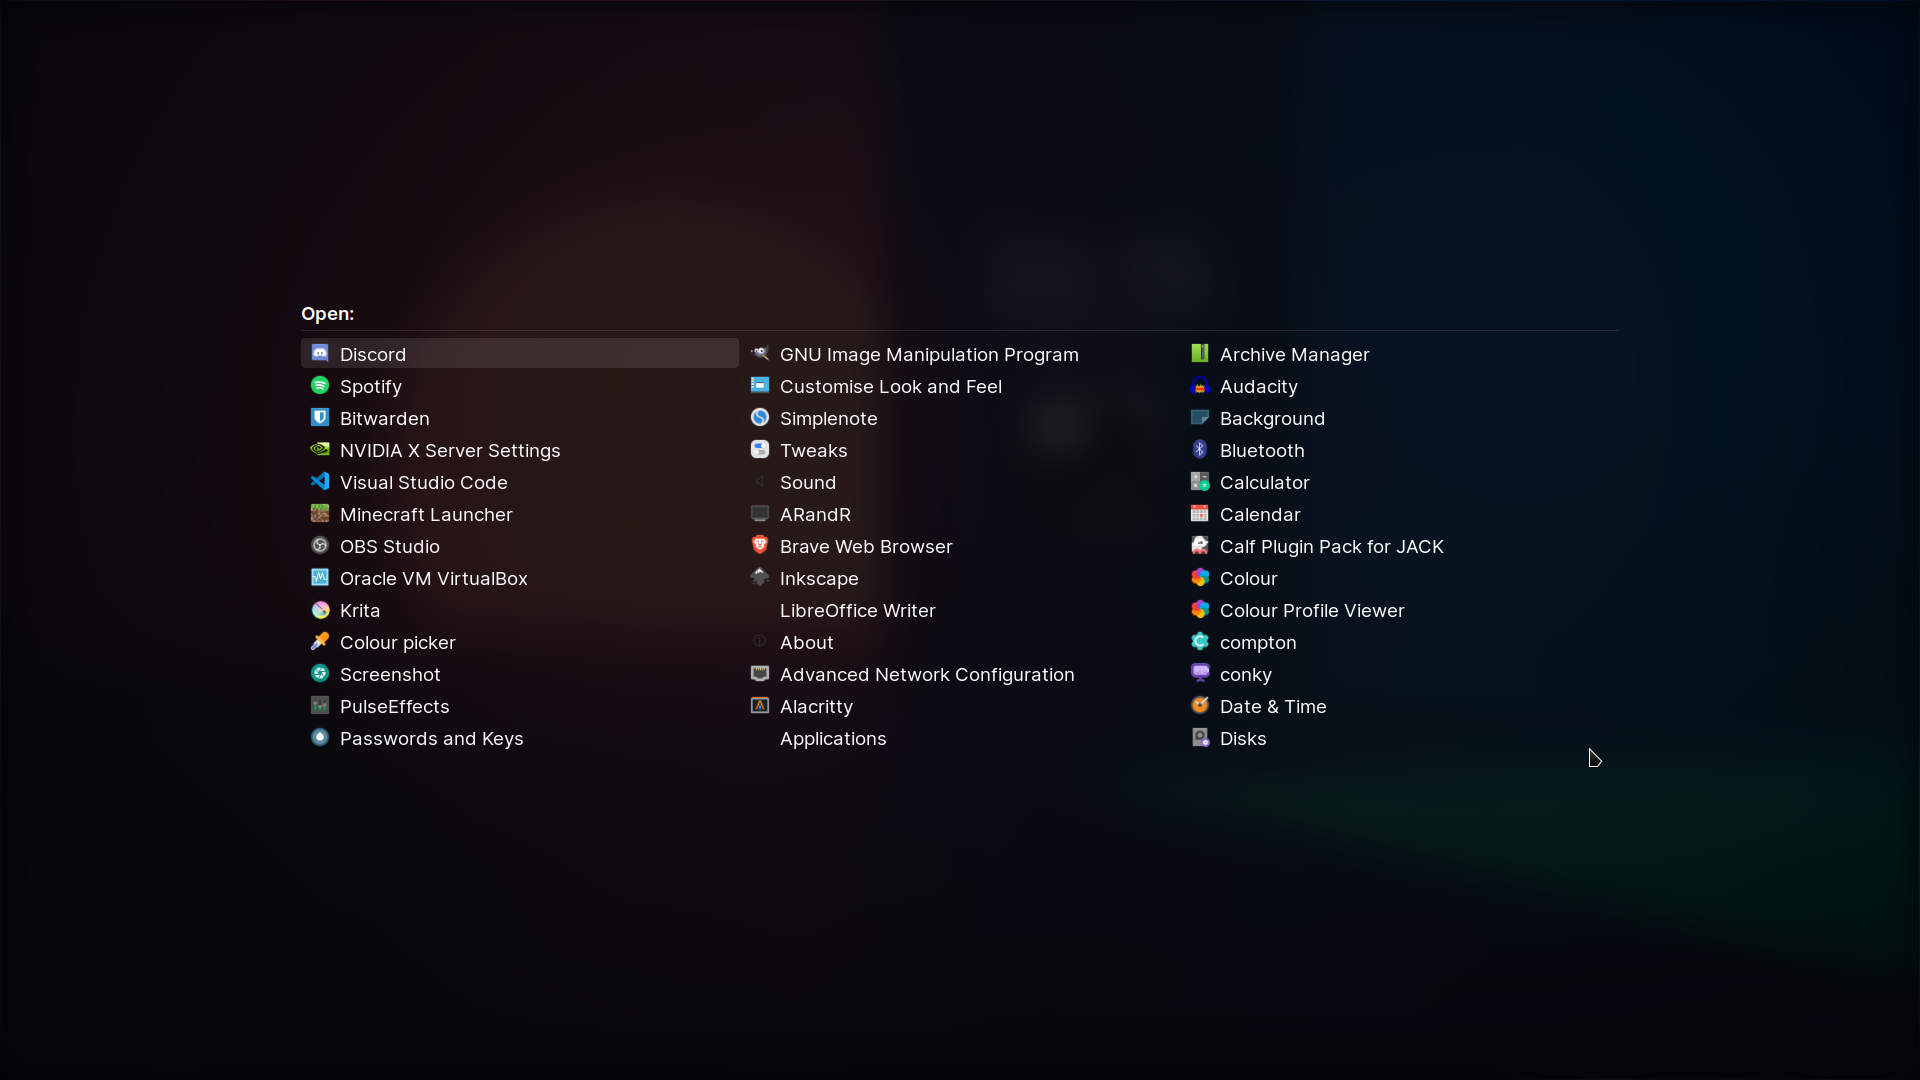 Open:
Discord
Spotify
Bitwarden
NVIDIA X Server Settings
Visual Studio Code
Minecraft Launcher
OBS Studio
Oracle VM VirtualBox
Krita
Colour picker
Screenshot
PulseEffects
Passwords and Keys
GNU Image Manipulation Program
Customise Look and Feel
Simplenote
Tweaks
Sound
ARandR
Brave Web Browser
Inkscape
LibreOffice Writer
About
Advanced Network Configuration
Alacritty
Applications
Archive Manager
Audacity
Background
Bluetooth
Calculator
Calendar
Calf Plugin Pack for JACK
Colour
Colour Profile Viewer
compton
conky
Date & Time
Disks